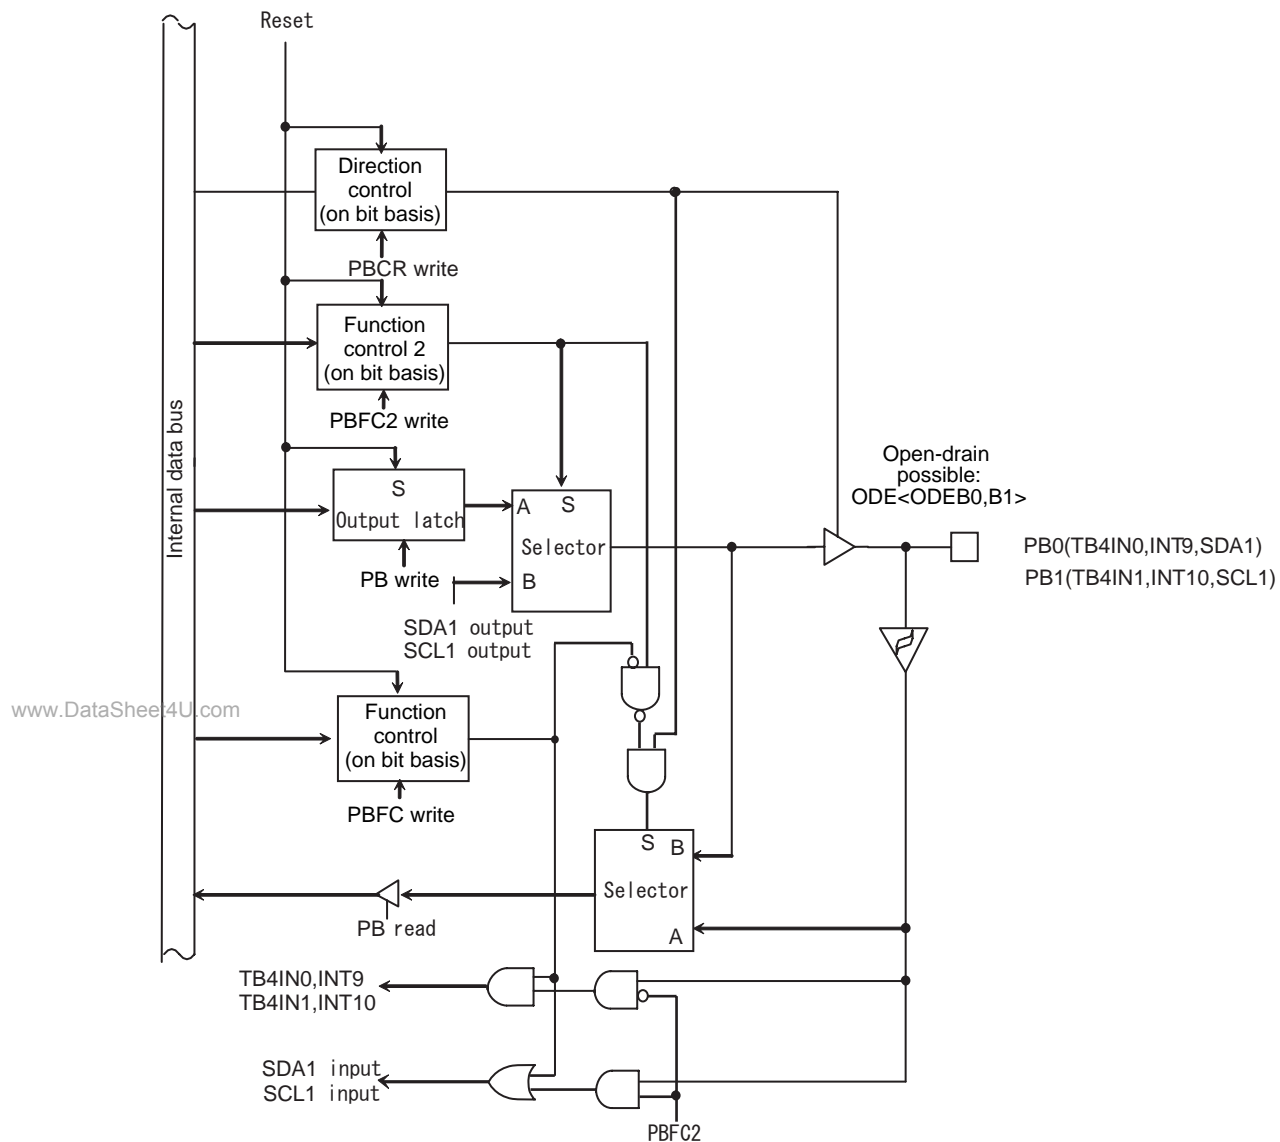 Reset
Direction
control
(on bit basis)
PBCR write
Function
control 2
(on bit basis)
PBFC2 write
Internal data bus
S
Output latch
PB write
A
S
Selector
B
SDA1 output
SCL1 output
Open-drain
possible:
ODE<ODEB0,B1>
PB0(TB4IN0,INT9,SDA1)
PB1(TB4IN1,INT10,SCL1)
www.DataSheet4U.com
Function
control
(on bit basis)
PBFC write
S
B
Selector
A
PB read
TB4IN0,INT9
TB4IN1,INT10
SDA1 input
SCL1 input
PBFC2